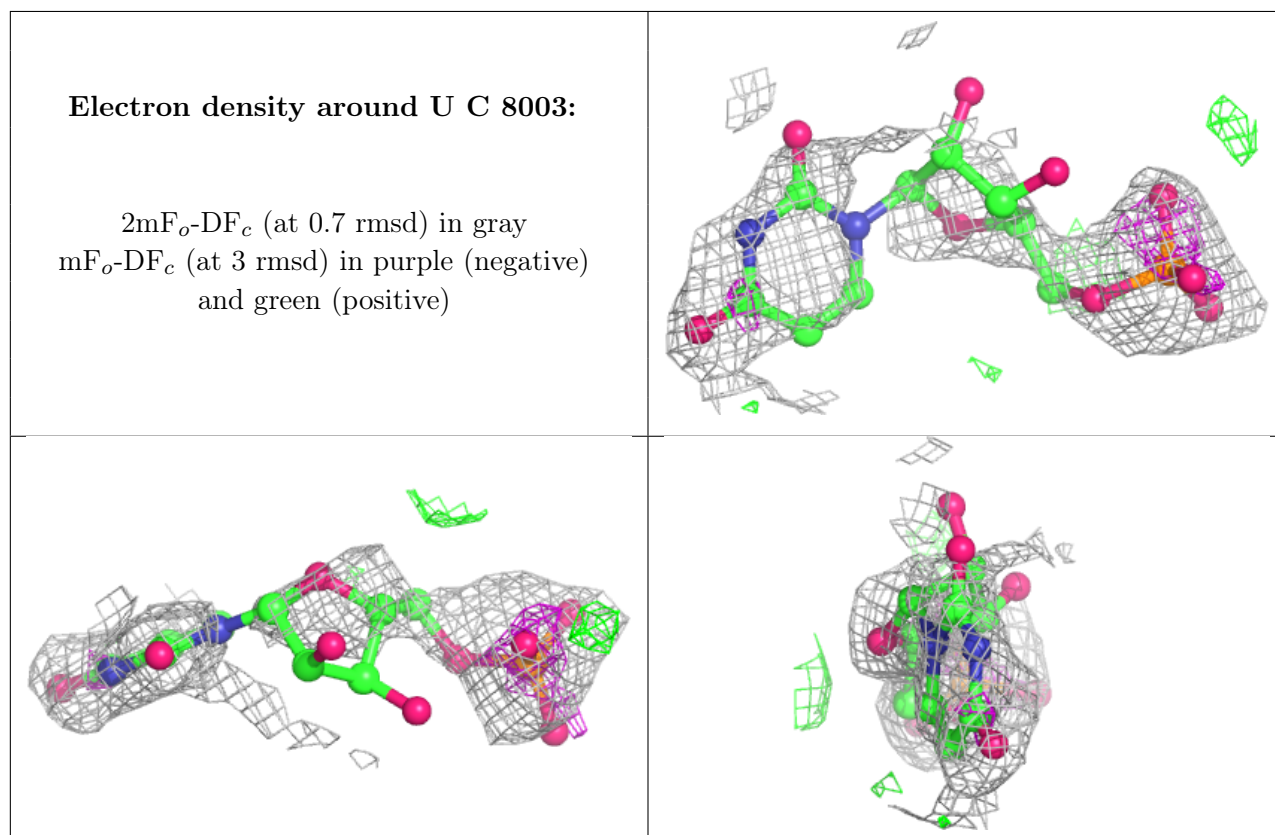 Electron density around U C 8003:
2mFo-DFc (at 0.7 rmsd) in gray
mFo-DFc (at 3 rmsd) in purple (negative)
and green (positive)